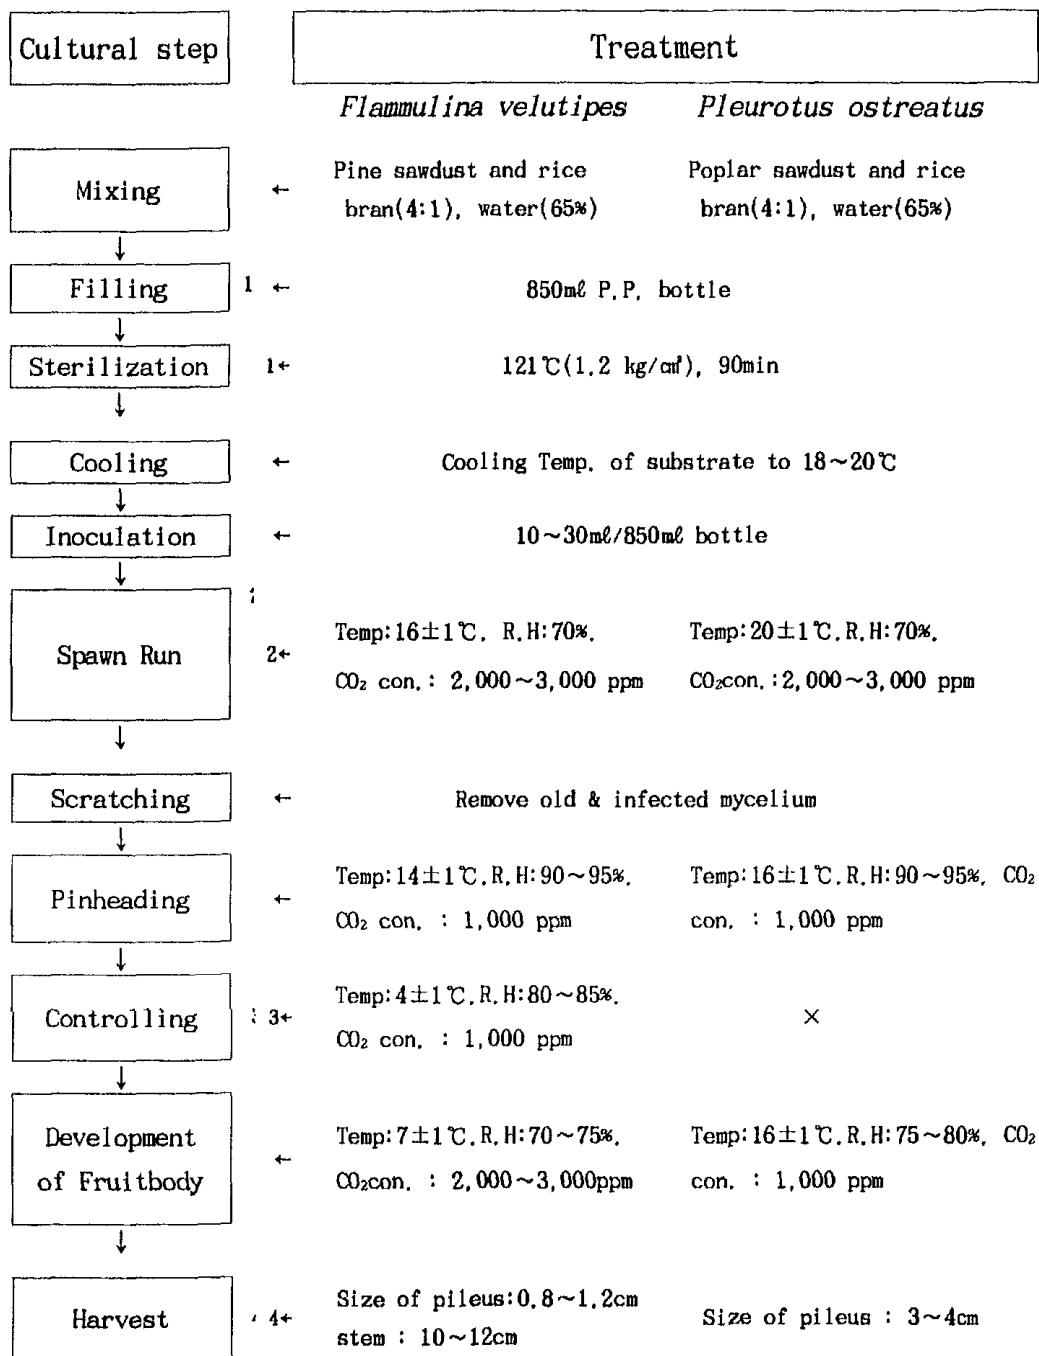 Cultural step
Treatment
Flammulina velutipes
Pleurotus ostreatus
Mixing
←
Pine sawdust and rice
bran(4:1), water(65%)
Poplar sawdust and rice
bran(4:1), water(65%)
↓
Filling
1 ←
850mℓ P.P. bottle
↓
Sterilization
1←
121℃(1.2 kg/㎠), 90min
↓
Cooling
←
Cooling Temp. of substrate to 18~20℃
↓
Inoculation
←
10~30mℓ/850mℓ bottle
↓
Spawn Run
2←
Temp:16±1℃. R.H:70%.
CO₂ con. : 2,000~3,000 ppm
Temp:20±1℃.R.H:70%.
CO₂con.:2,000~3,000 ppm
↓
Scratching
←
Remove old & infected mycelium
↓
Pinheading
←
Temp:14±1℃.R.H:90~95%.
CO₂ con. : 1,000 ppm
Temp:16±1℃.R.H:90~95%. CO₂
con. : 1,000 ppm
↓
Controlling
3←
Temp:4±1℃.R.H:80~85%.
CO₂ con. : 1,000 ppm
×
↓
Development
of Fruitbody
←
Temp:7±1℃.R.H:70~75%.
CO₂con. : 2,000~3,000ppm
Temp:16±1℃.R.H:75~80%. CO₂
con. : 1,000 ppm
↓
Harvest
4←
Size of pileus:0.8~1.2cm
stem : 10~12cm
Size of pileus : 3~4cm